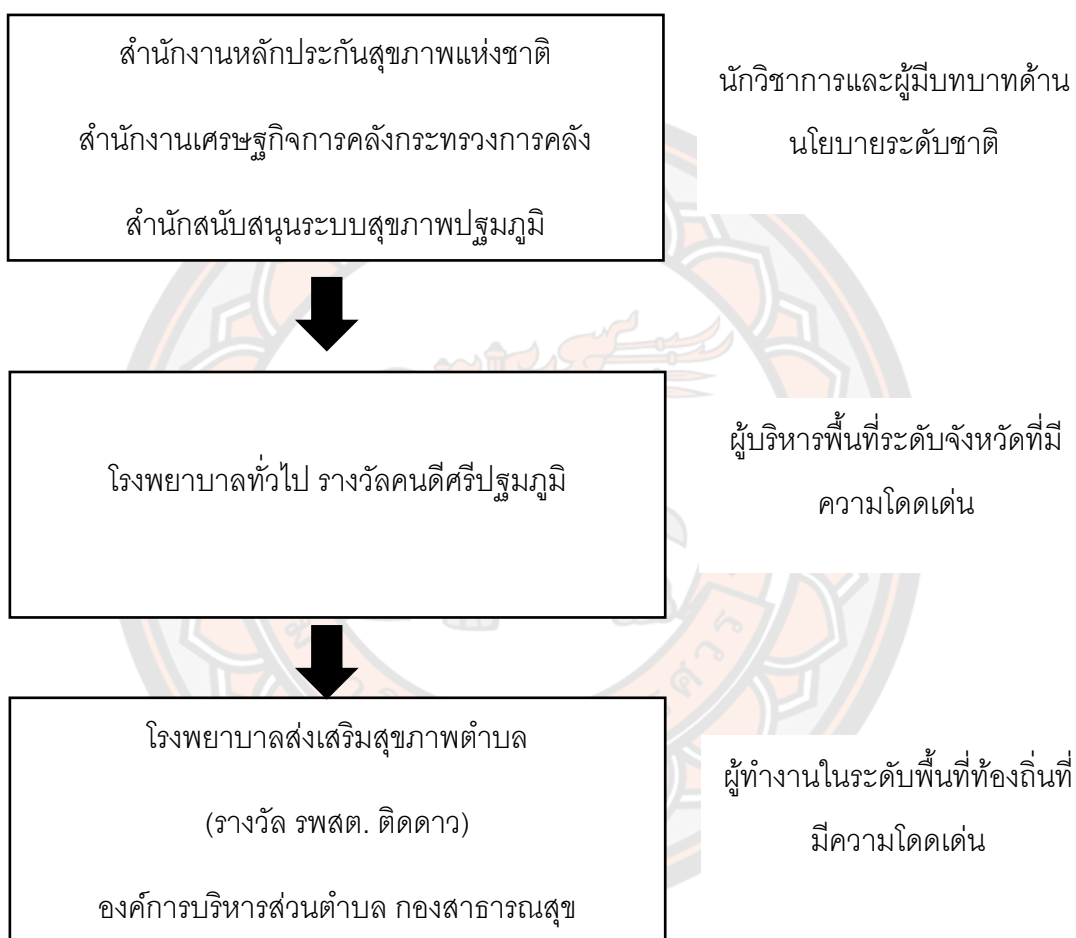 สำนักงานหลักประกันสุขภาพแห่งชาติ
สำนักงานเศรษฐกิจการคลังกระทรวงการคลัง
สำนักสนับสนุนระบบสุขภาพปฐมภูมิ
นักวิชาการและผู้มีบทบาทด้าน
นโยบายระดับชาติ
โรงพยาบาลทั่วไป รางวัลคนดีศรีปฐมภูมิ
ผู้บริหารพื้นที่ระดับจังหวัดที่มี
ความโดดเด่น
โรงพยาบาลส่งเสริมสุขภาพตำบล
(รางวัล รพสต. ติดดาว)
องค์การบริหารส่วนตำบล กองสาธารณสุข
ผู้ทำงานในระดับพื้นที่ท้องถิ่นที่
มีความโดดเด่น